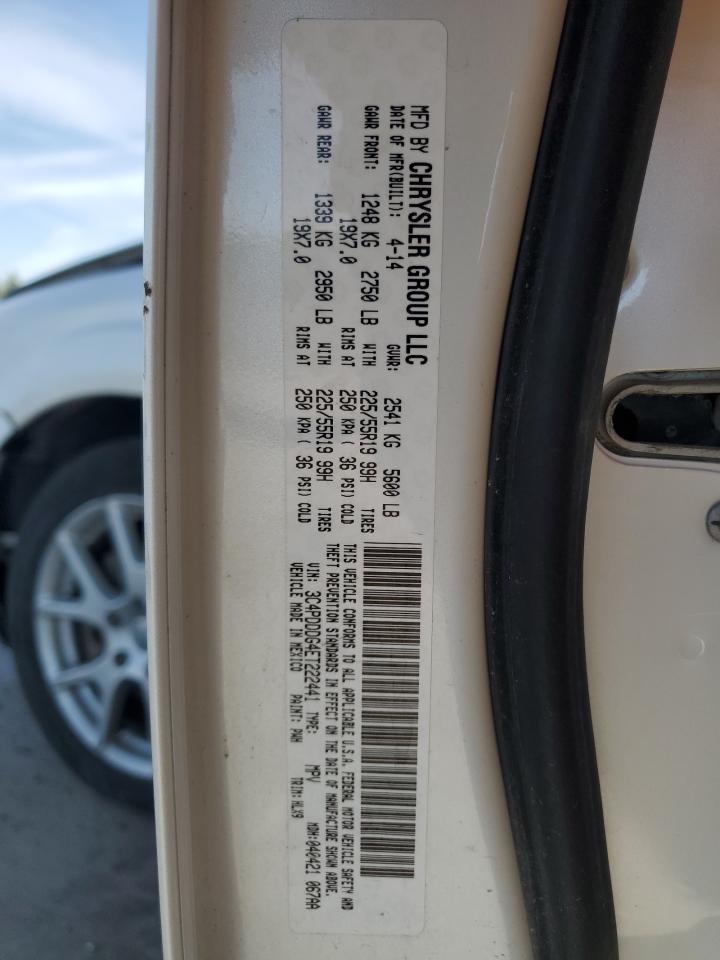 MFD BY CHRYSLER GROUP LLC
DATE OF MFR(BUILT): 4-14 GVWR: 2541 KG 5600 LB
GAWR FRONT: 1248 KG 2750 LB WITH 225/55R19 99H TIRES
19X7.0 RIMS AT 250 KPA ( 36 PSI) COLD
GAWR REAR: 1339 KG 2950 LB WITH 225/55R19 99H TIRES
19X7.0 RIMS AT 250 KPA ( 36 PSI) COLD
THIS VEHICLE CONFORMS TO ALL APPLICABLE U.S.A. FEDERAL MOTOR VEHICLE SAFETY AND
THEFT PREVENTION STANDARDS IN EFFECT ON THE DATE OF MANUFACTURE SHOWN ABOVE.
VIN: 3C4PDDDG4ET222441 TYPE: MPV MDH:040421 067AA
VEHICLE MADE IN MEXICO PAINT: PWH TRIM:HLX9